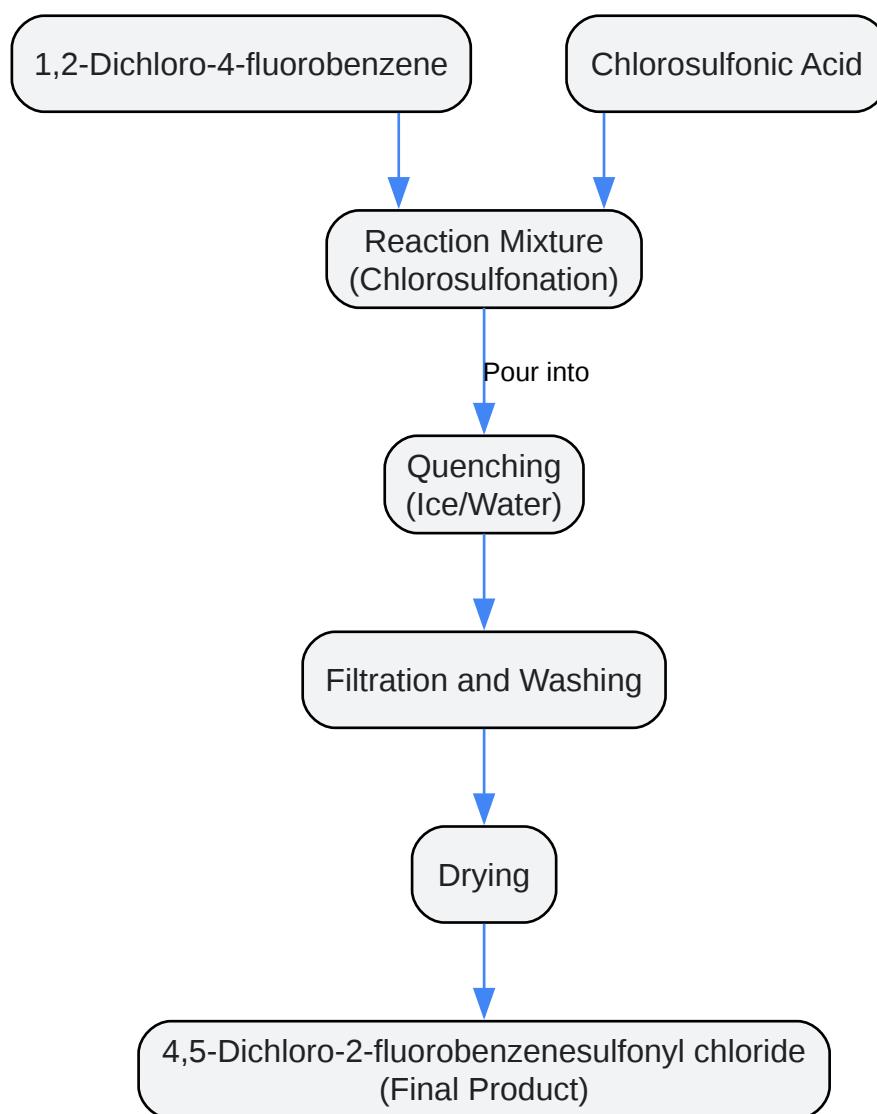 1,2-Dichloro-4-fluorobenzene
Chlorosulfonic Acid
Reaction Mixture
(Chlorosulfonation)
Pour into
Quenching
(Ice/Water)
Filtration and Washing
Drying
4,5-Dichloro-2-fluorobenzenesulfonyl chloride
(Final Product)